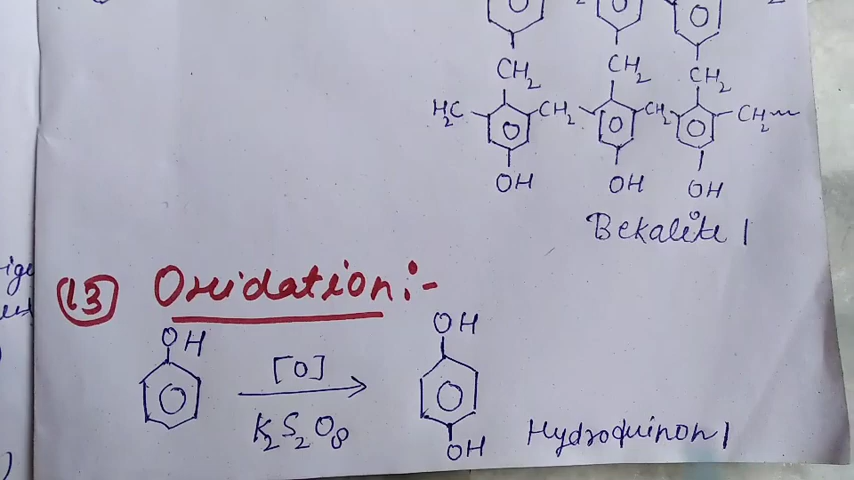 CH2 CH2 CH2
H2C CH2 CH2 CH2
OH OH OH
Bekalite
13 Oxidation:-
OH OH
[O]
K2S2O8
OH Hydroquinon